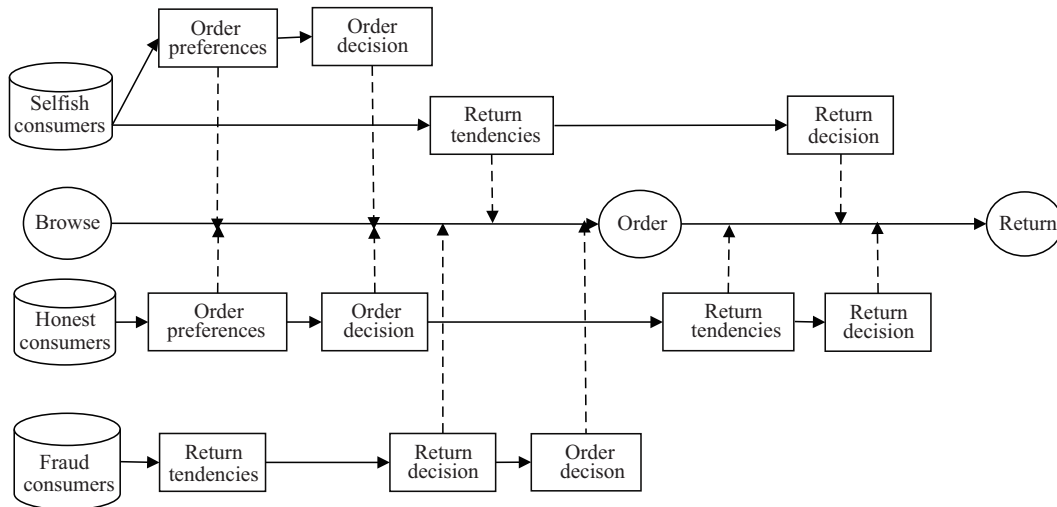 Order
preferences
Order
decision
Selfish
consumers
Return
tendencies
Return
decision
Browse
Order
Return
Honest
consumers
Order
preferences
Order
decision
Return
tendencies
Return
decision
Fraud
consumers
Return
tendencies
Return
decision
Order
decison